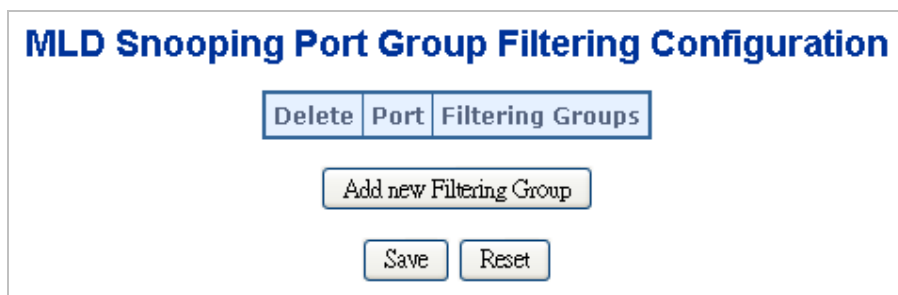 MLD Snooping Port Group Filtering Configuration
Delete Port Filtering Groups
Add new Filtering Group
Save Reset